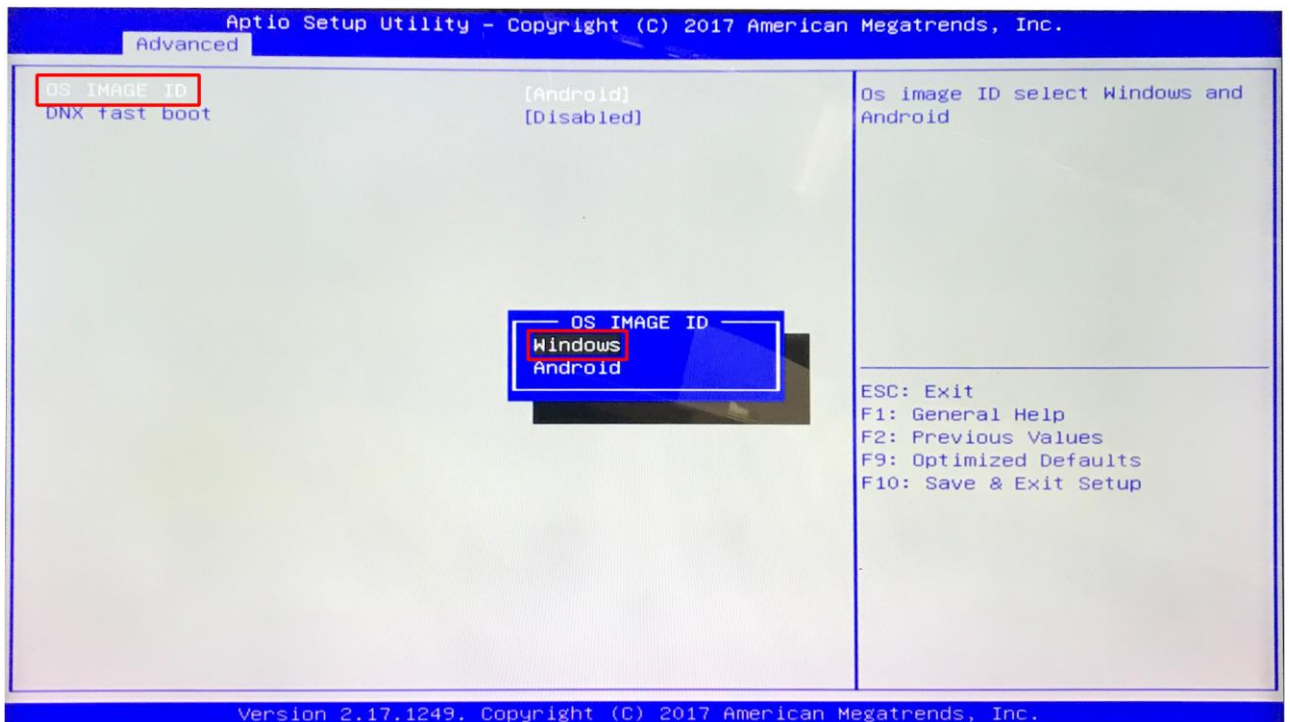 Aptio Setup Utility – Copyright (C) 2017 American Megatrends, Inc.
Advanced
OS IMAGE ID [Android]
DNX fast boot [Disabled]
Os image ID select Windows and
Android
OS IMAGE ID
Windows
Android
ESC: Exit
F1: General Help
F2: Previous Values
F9: Optimized Defaults
F10: Save & Exit Setup
Version 2.17.1249. Copyright (C) 2017 American Megatrends, Inc.